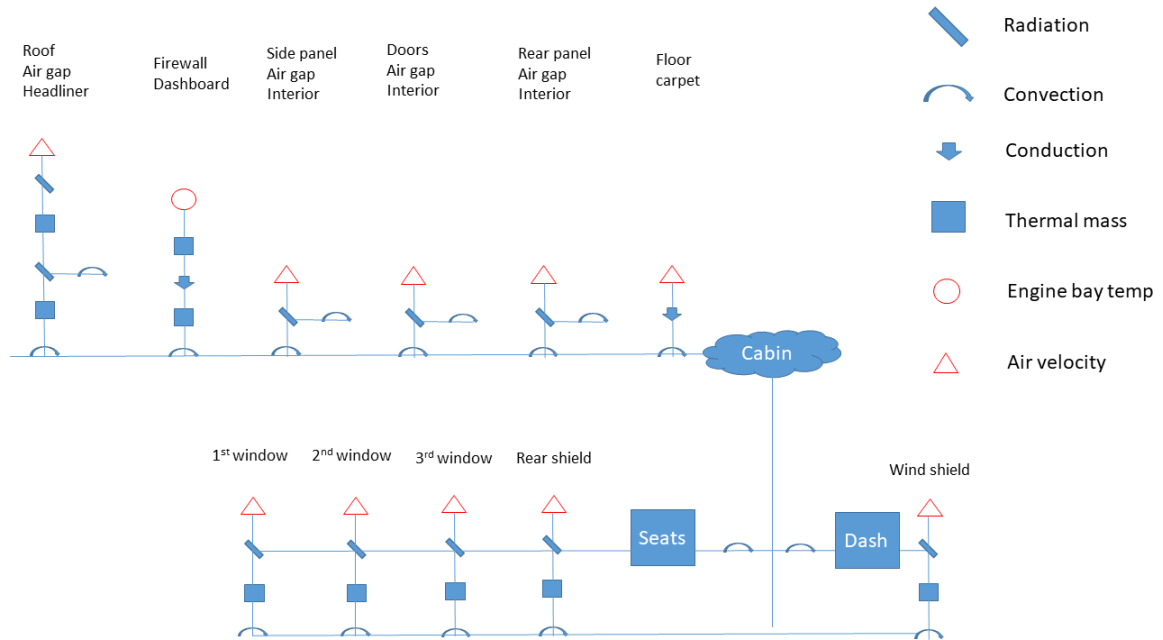 Roof
Air gap
Headliner
Firewall
Dashboard
Side panel
Air gap
Interior
Doors
Air gap
Interior
Rear panel
Air gap
Interior
Floor
carpet
Radiation
Convection
Conduction
Thermal mass
Engine bay temp
Air velocity
Cabin
1st window
2nd window
3rd window
Rear shield
Wind shield
Seats
Dash